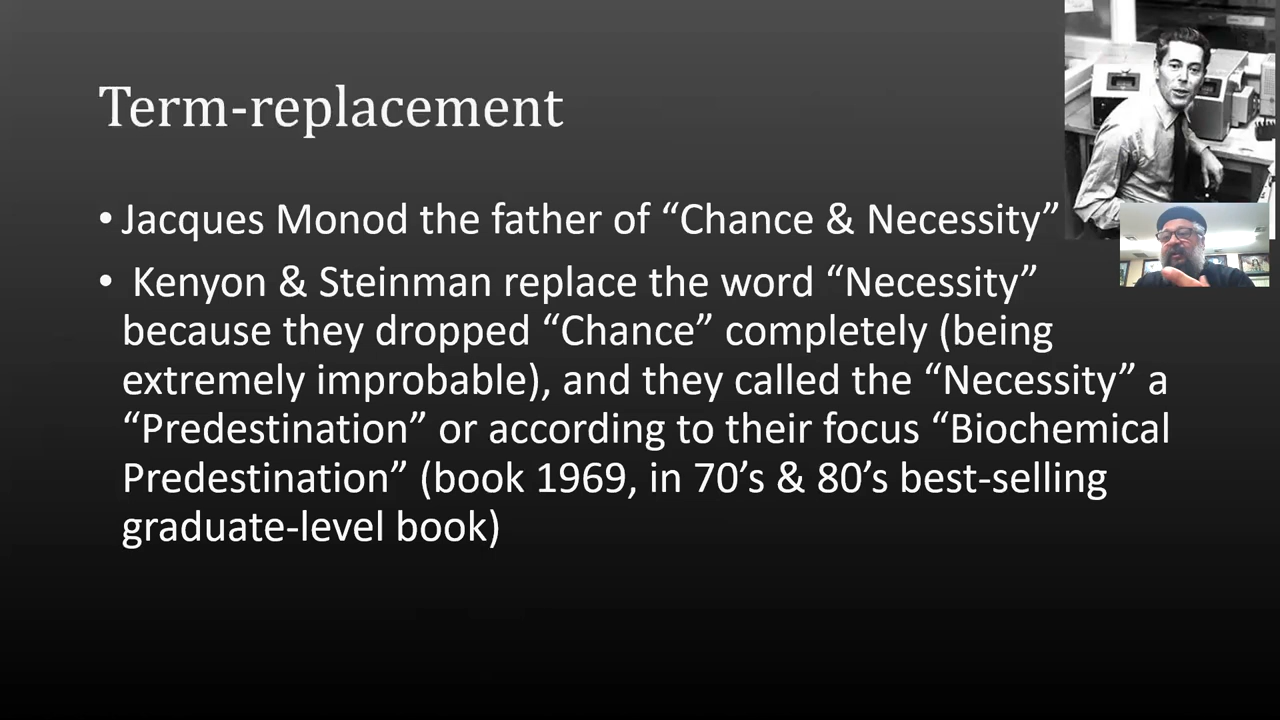 Term-replacement
• Jacques Monod the father of “Chance & Necessity”
• Kenyon & Steinman replace the word “Necessity”
because they dropped “Chance” completely (being
extremely improbable), and they called the “Necessity” a
“Predestination” or according to their focus “Biochemical
Predestination” (book 1969, in 70’s & 80’s best-selling
graduate-level book)